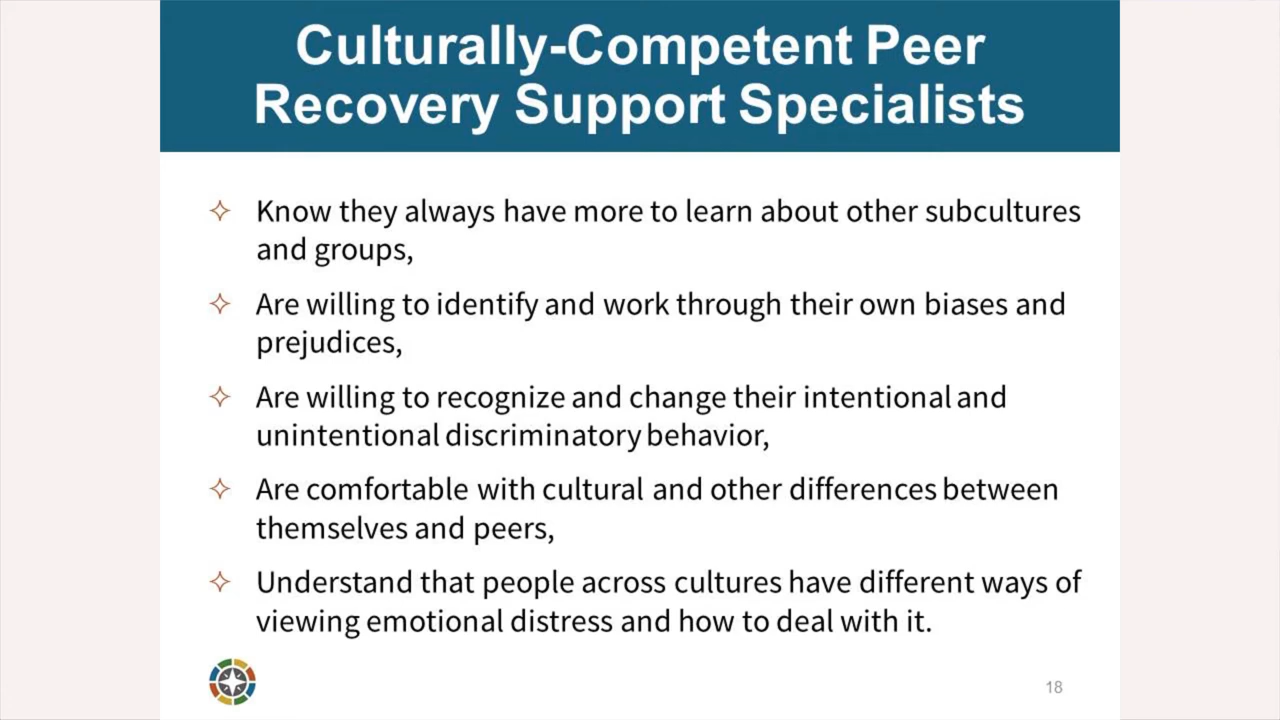 Culturally-Competent Peer
Recovery Support Specialists
Know they always have more to learn about other subcultures
and groups,
Are willing to identify and work through their own biases and
prejudices,
Are willing to recognize and change their intentional and
unintentional discriminatory behavior,
Are comfortable with cultural and other differences between
themselves and peers,
Understand that people across cultures have different ways of
viewing emotional distress and how to deal with it.
18